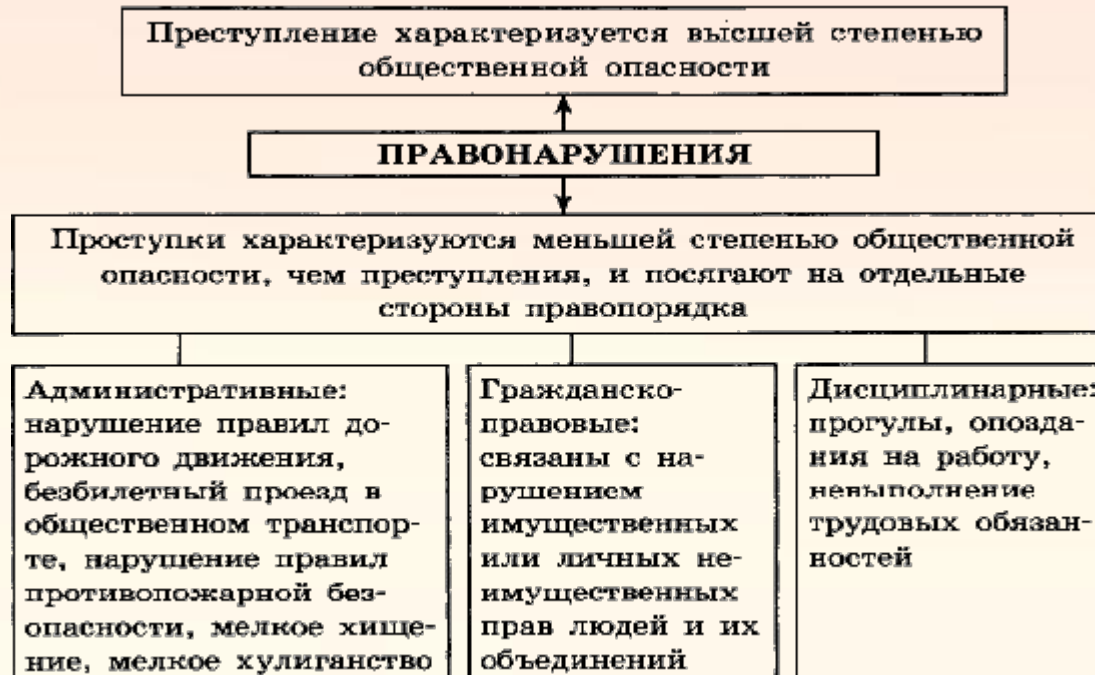 Преступление характеризуется высшей степенью
общественной опасности
ПРАВОНАРУШЕНИЯ
Проступки характеризуются меньшей степенью общественной
опасности, чем преступления, и посягают на отдельные
стороны правопорядка
Административные:
нарушение правил до-
рожного движения,
безбилетный проезд в
общественном транспор-
те, нарушение правил
противопожарной без-
опасности, мелкое хище-
ние, мелкое хулиганство
Гражданско-
правовые:
связаны с на-
рушением
имущественных
или личных не-
имущественных
прав людей и их
объединений
Дисциплинарные:
прогулы, опозда-
ния на работу,
невыполнение
трудовых обязан-
ностей